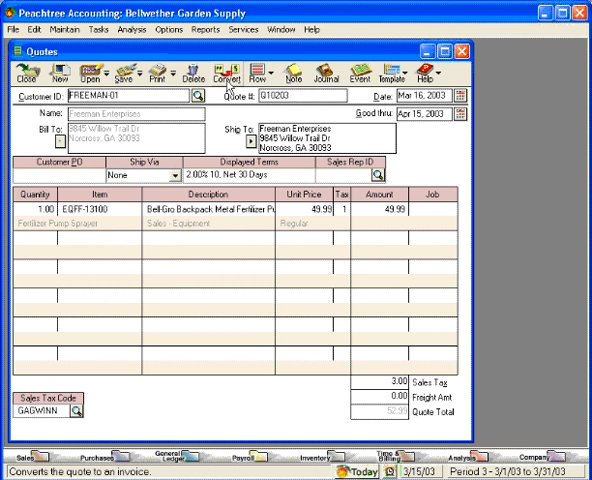 Peachtree Accounting: Bellwether Garden Supply
File Edit Maintain Tasks Analysis Options Reports Services Window Help
Quotes
Close New Open Save Print Delete Convert Row Note Journal Event Template Help
Customer ID: FREEMAN-01 Quote #: Q10203 Date: Mar 16, 2003
Name: Freeman Enterprises Good thru: Apr 15, 2003
Bill To: 9845 Willow Trail Dr Ship To: Freeman Enterprises
Norcross, GA 30093 9845 Willow Trail Dr
Norcross, GA 30093
Customer PO Ship Via Displayed Terms Sales Rep ID
None 2.00% 10, Net 30 Days
Quantity Item Description Unit Price Tax Amount Job
1.00 EQFF-13100 Bell-Gro Backpack Metal Fertilizer Pu 49.99 1 49.99
Fertilizer Pump Sprayer Sales - Equipment Regular
3.00 Sales Tax
Sales Tax Code 0.00 Freight Amt
GAGWINN 52.99 Quote Total
Sales Purchases General Ledger Payroll Inventory Time & Billing Analysis Company
Converts the quote to an invoice. Today 3/15/03 Period 3 - 3/1/03 to 3/31/03